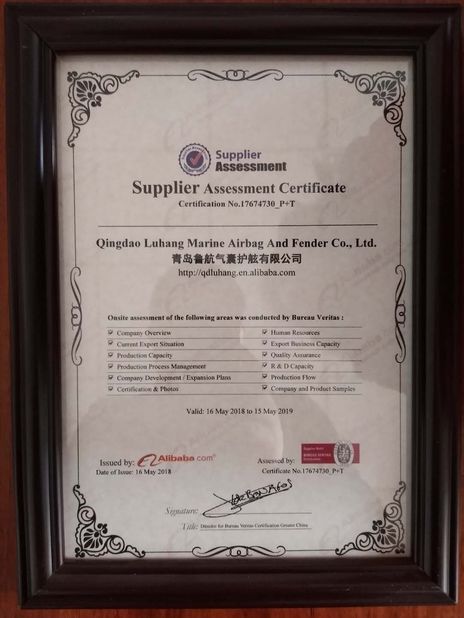 Supplier
Assessment
Supplier Assessment Certificate
Certification No.17674730_P+T
Qingdao Luhang Marine Airbag And Fender Co., Ltd.
青岛鲁航气囊护舷有限公司
http://qdluhang.en.alibaba.com
Onsite assessment of the following areas was conducted by Bureau Veritas :
Company Overview Human Resources
Current Export Situation Export Business Capacity
Production Capacity Quality Assurance
Production Process Management R & D Capacity
Company Development / Expansion Plans Production Flow
Certification & Photos Company and Product Samples
Valid: 16 May 2018 to 15 May 2019
Issued by: Alibaba.com Assessed by: BUREAU VERITAS
Date of Issue: 16 May 2018 Certificate No.17674730_P+T
Signature:
Title: Director for Bureau Veritas Certification Greater China